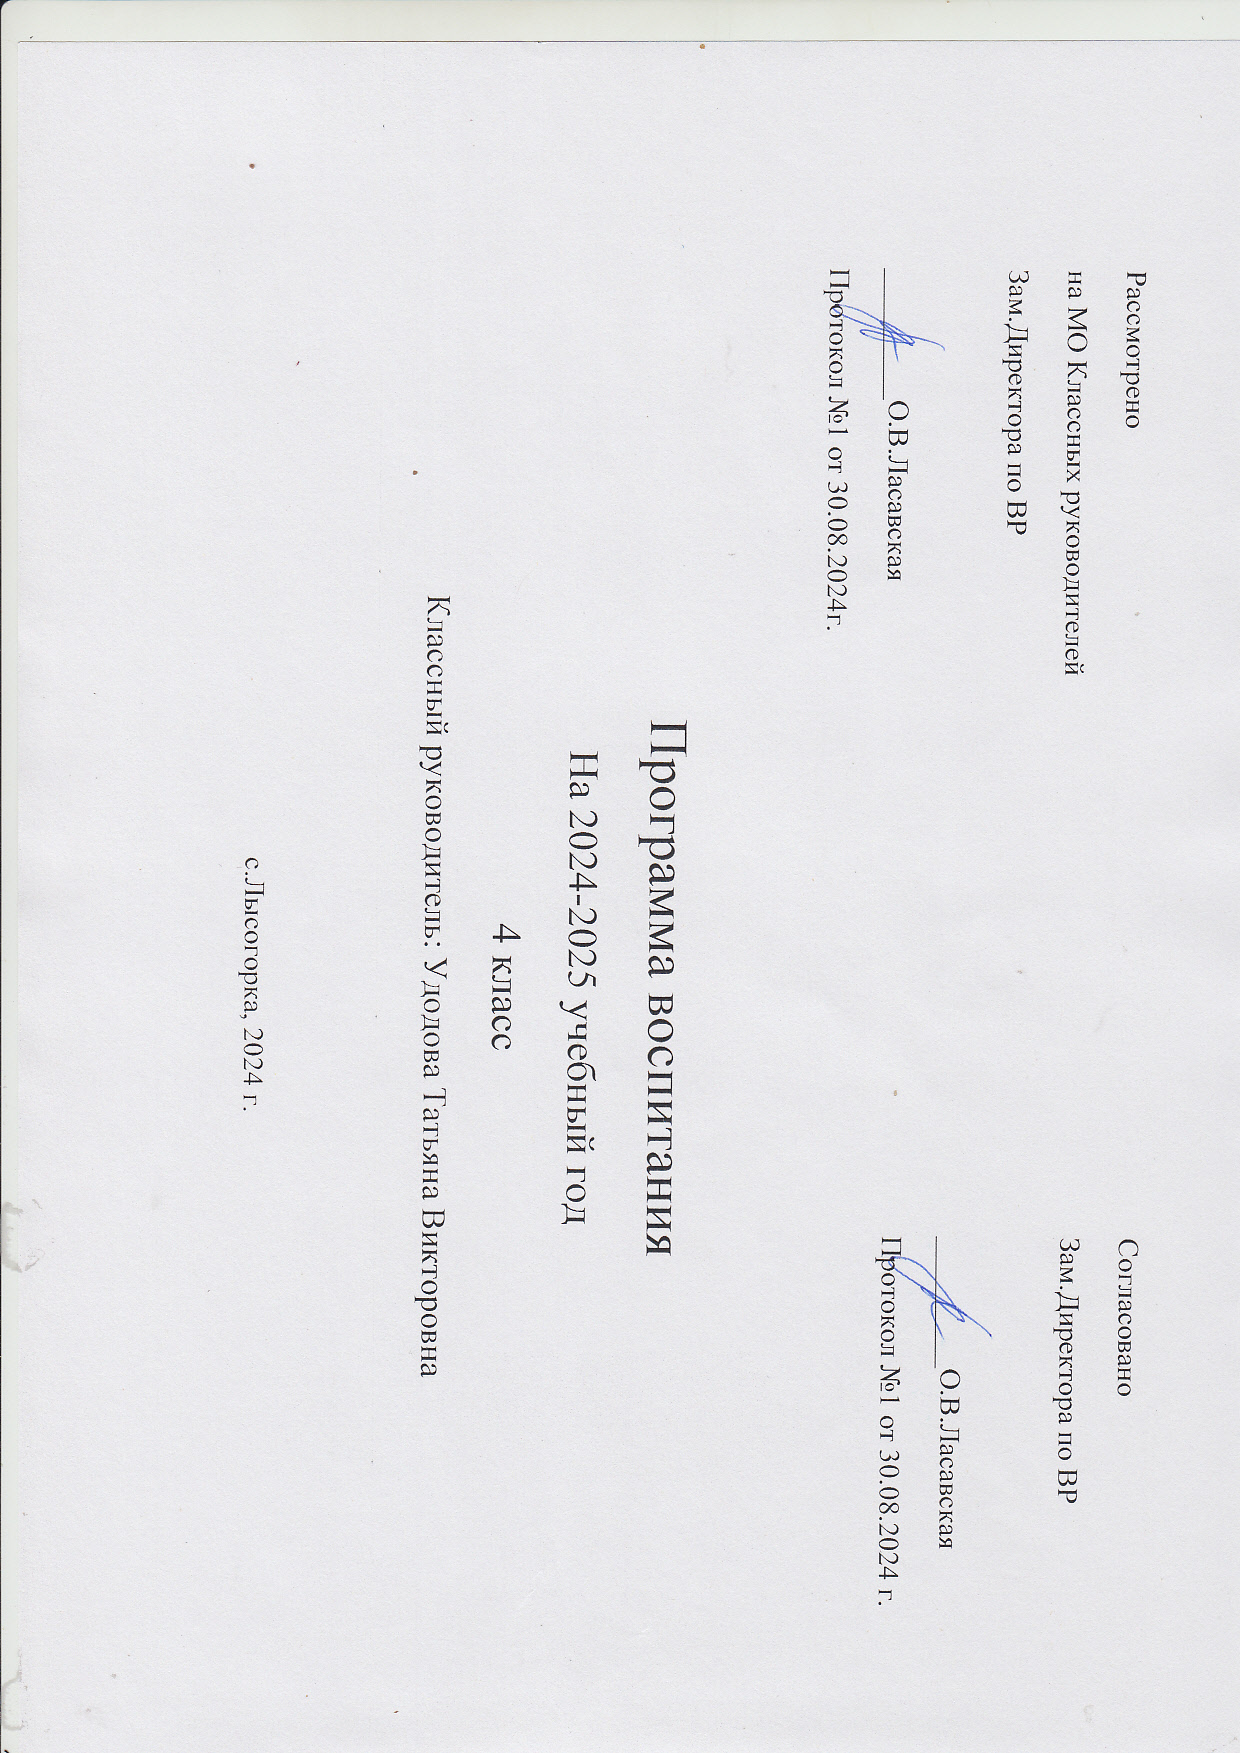 Рассмотрено
на МО Классных руководителей
Зам.Директора по ВР
О.В.Ласавская
Протокол №1 от 30.08.2024г.
Согласовано
Зам.Директора по ВР
О.В.Ласавская
Протокол №1 от 30.08.2024 г.
Программа воспитания
На 2024-2025 учебный год
4 класс
Классный руководитель: Удодова Татьяна Викторовна
с.Лысогорка, 2024 г.